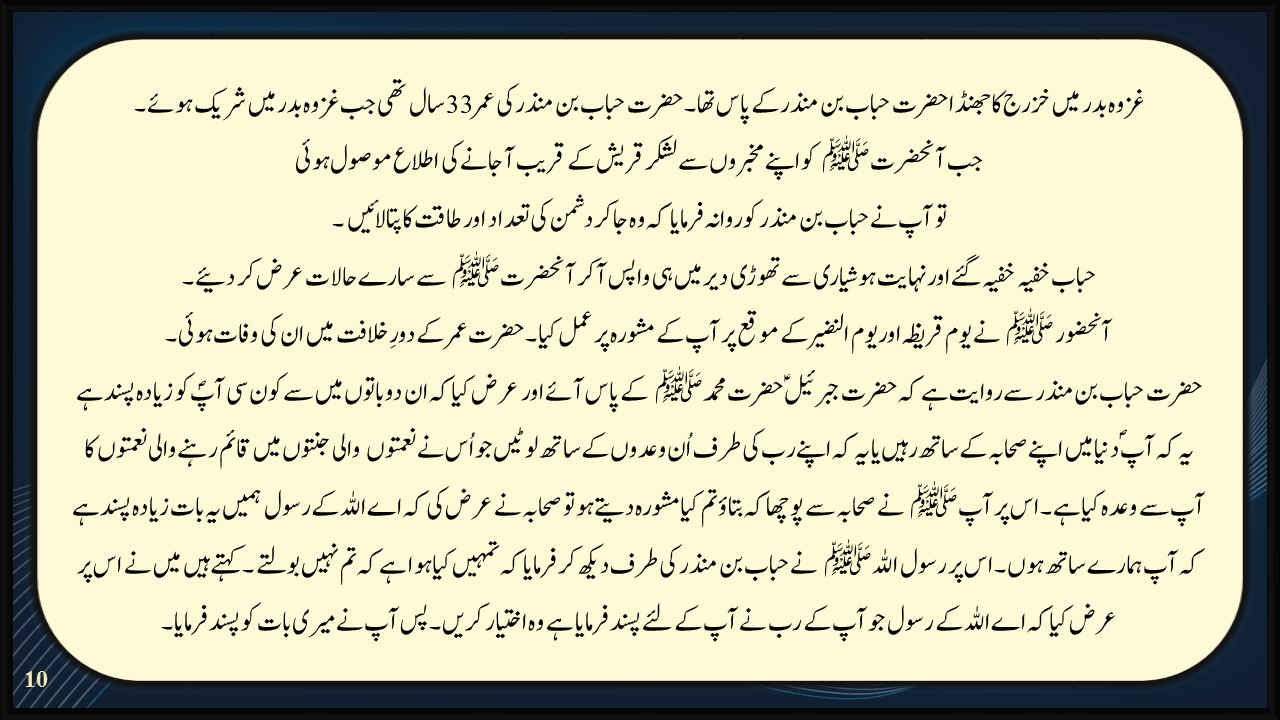 غزوہ بدر میں خزرج کا جھنڈا حضرت حباب بن منذر کے پاس تھا۔ حضرت حباب بن منذر کی عمر 33 سال تھی جب غزوہ بدر میں شریک ہوئے۔
جب آنحضرت ﷺ کو اپنے مخبروں سے لشکر قریش کے قریب آجانے کی اطلاع موصول ہوئی
تو آپ نے حباب بن منذر کو روانہ فرمایا کہ وہ جا کر دشمن کی تعداد اور طاقت کا پتا لائیں۔
حباب خفیہ خفیہ گئے اور نہایت ہوشیاری سے تھوڑی دیر میں ہی واپس آکر آنحضرت ﷺ سے سارے حالات عرض کر دیئے۔
آنحضور ﷺ نے یوم قریظہ اور یوم النضیر کے موقع پر آپ کے مشورہ پر عمل کیا۔ حضرت عمر کے دورِ خلافت میں ان کی وفات ہوئی۔
حضرت حباب بن منذر سے روایت ہے کہ حضرت جبرئیلؑ حضرت محمد ﷺ کے پاس آئے اور عرض کیا کہ ان دو باتوں میں سے کون سی آپؐ کو زیادہ پسند ہے
یہ کہ آپؐ دنیا میں اپنے صحابہ کے ساتھ رہیں یا یہ کہ اپنے رب کی طرف اُن وعدوں کے ساتھ لوٹیں جو اُس نے نعمتوں والی جنتوں میں قائم رہنے والی نعمتوں کا
آپ سے وعدہ کیا ہے۔ اس پر آپ ﷺ نے صحابہ سے پوچھا کہ بتاؤ تم کیا مشورہ دیتے ہو تو صحابہ نے عرض کی کہ اے اللہ کے رسول ہمیں یہ بات زیادہ پسند ہے
کہ آپ ہمارے ساتھ ہوں۔ اس پر رسول اللہ ﷺ نے حباب بن منذر کی طرف دیکھ کر فرمایا کہ تمہیں کیا ہوا ہے کہ تم نہیں بولتے۔ کہتے ہیں میں نے اس پر
عرض کیا کہ اے اللہ کے رسول جو آپ کے رب نے آپ کے لئے پسند فرمایا ہے وہ اختیار کریں۔ پس آپ نے میری بات کو پسند فرمایا۔
10